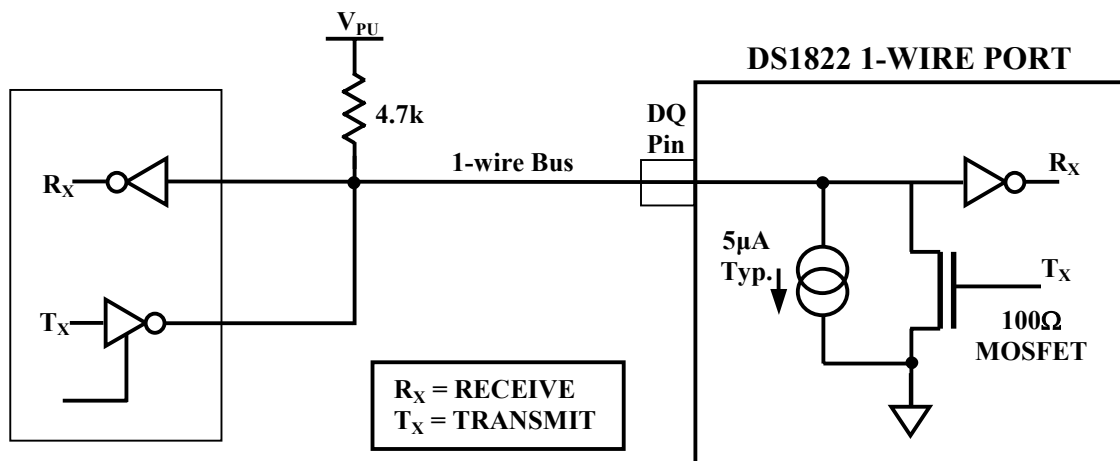 V_PU
DS1822 1-WIRE PORT
4.7k
DQ
Pin
1-wire Bus
R_X
R_X
5µA
Typ.
T_X
T_X
100Ω
MOSFET
R_X = RECEIVE
T_X = TRANSMIT